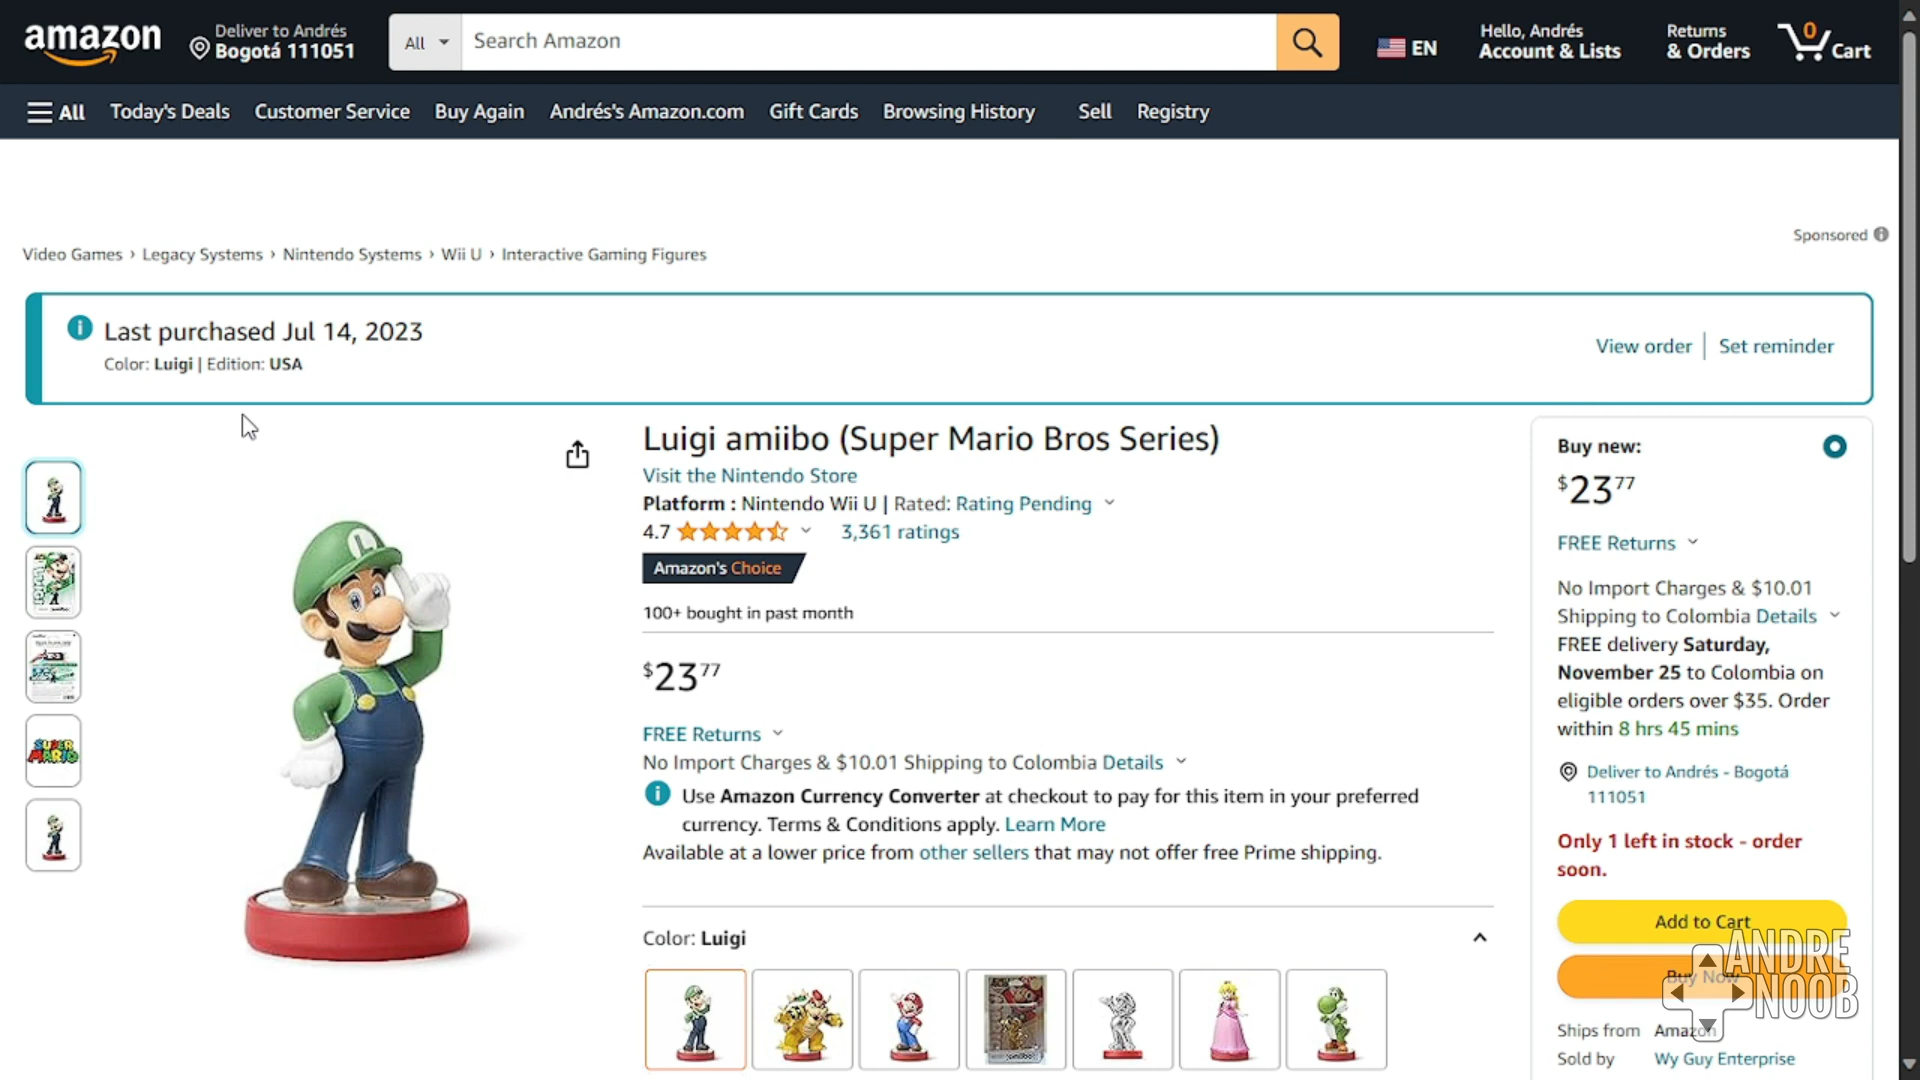 amazon
Deliver to Andrés
Bogotá 111051
All
Search Amazon
EN
Hello, Andrés
Account & Lists
Returns
& Orders
0
Cart
All
Today's Deals
Customer Service
Buy Again
Andrés's Amazon.com
Gift Cards
Browsing History
Sell
Registry
Sponsored
Video Games › Legacy Systems › Nintendo Systems › Wii U › Interactive Gaming Figures
Last purchased Jul 14, 2023
Color: Luigi | Edition: USA
View order
Set reminder
Luigi amiibo (Super Mario Bros Series)
Visit the Nintendo Store
Platform : Nintendo Wii U | Rated: Rating Pending
4.7
3,361 ratings
Amazon's Choice
100+ bought in past month
$23 77
FREE Returns
No Import Charges & $10.01 Shipping to Colombia Details
Use Amazon Currency Converter at checkout to pay for this item in your preferred
currency. Terms & Conditions apply. Learn More
Available at a lower price from other sellers that may not offer free Prime shipping.
Color: Luigi
L
SUPER
MARIO
Buy new:
$23 77
FREE Returns
No Import Charges & $10.01
Shipping to Colombia Details
FREE delivery Saturday,
November 25 to Colombia on
eligible orders over $35. Order
within 8 hrs 45 mins
Deliver to Andrés - Bogotá
111051
Only 1 left in stock - order
soon.
Add to Cart
Buy Now
ANDRE
NOOB
Ships from Amazon
Sold by Wy Guy Enterprise